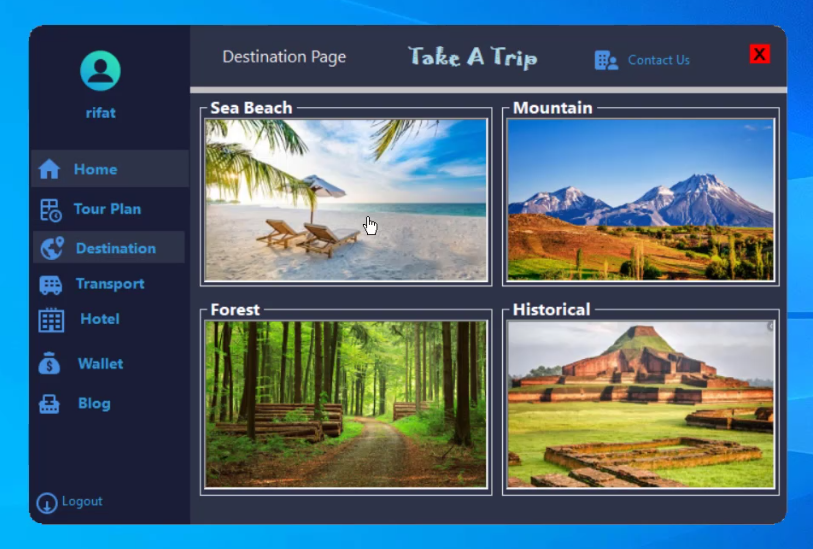 rifat
Home
Tour Plan
Destination
Transport
Hotel
Wallet
Blog
Logout
Destination Page
Take A Trip
Contact Us
X
Sea Beach
Mountain
Forest
Historical